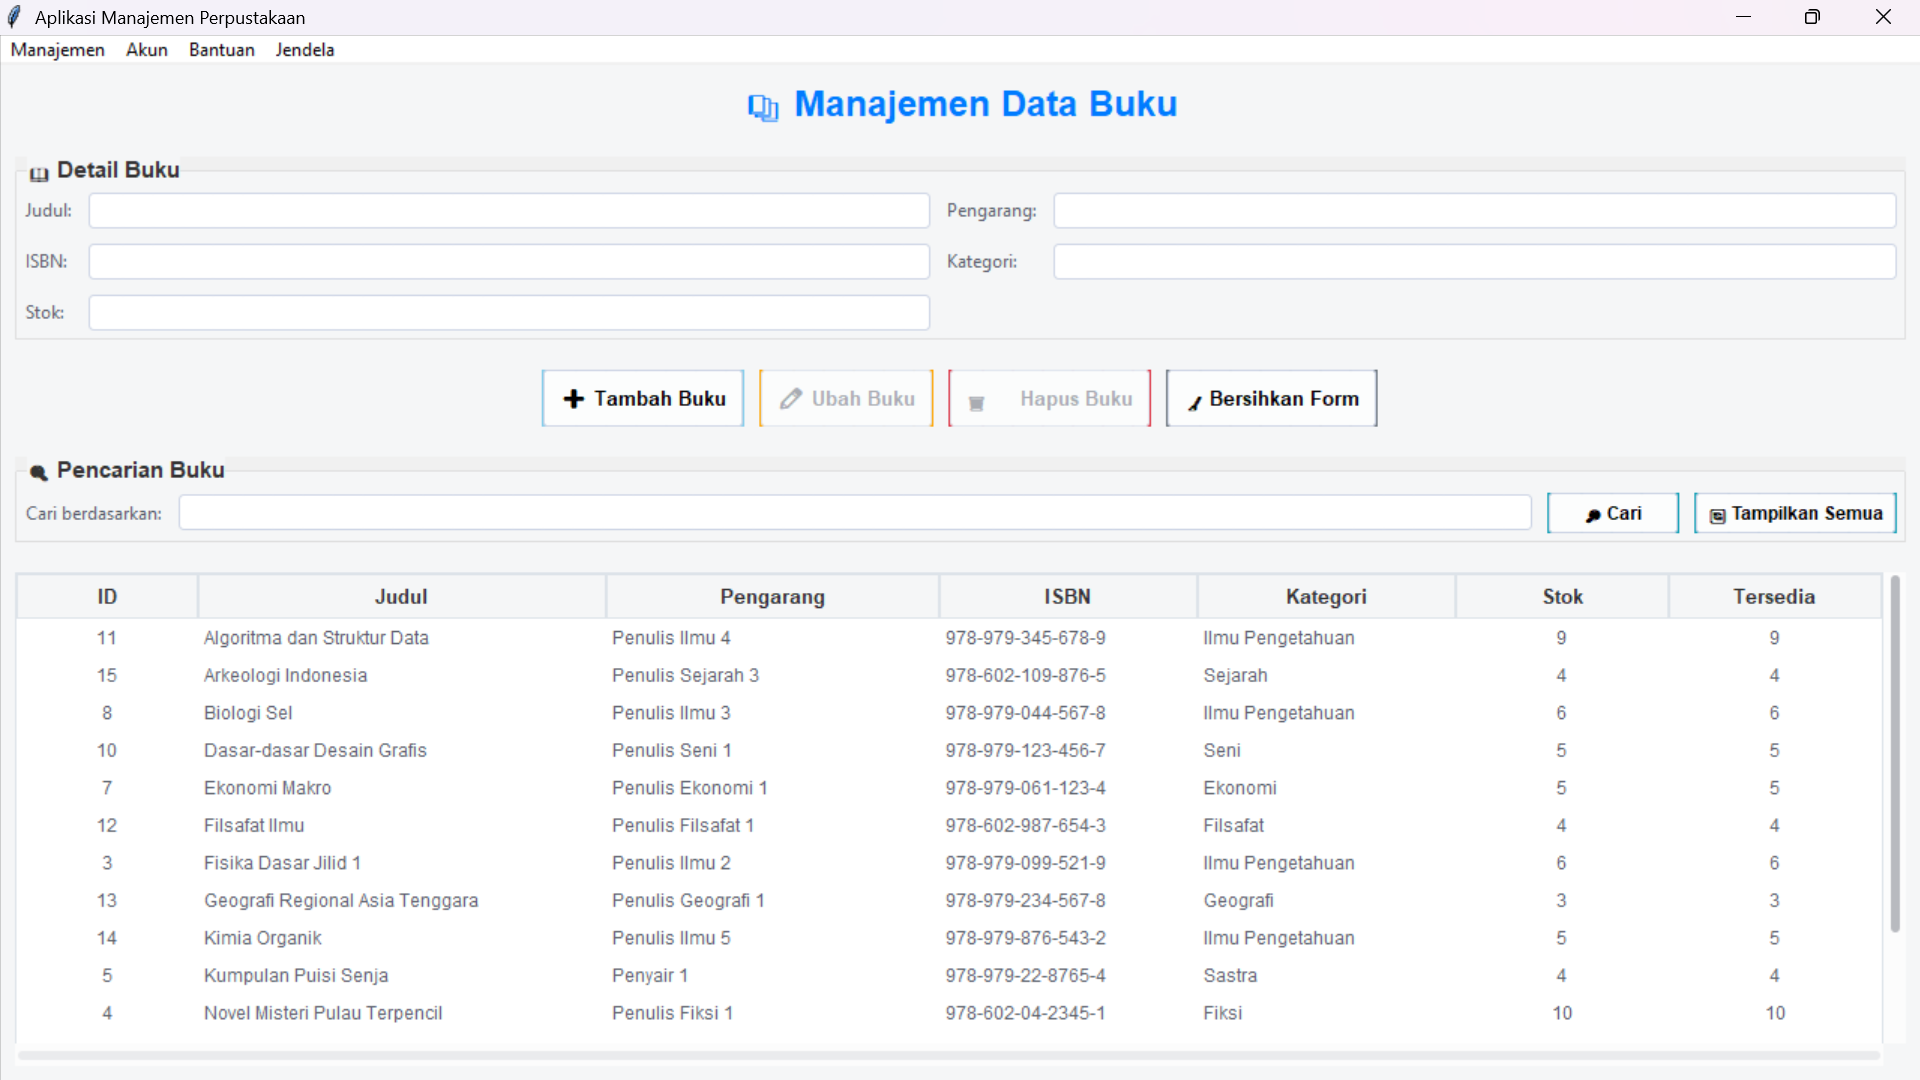 Aplikasi Manajemen Perpustakaan
Manajemen Akun Bantuan Jendela
Manajemen Data Buku
Detail Buku
Judul: Pengarang:
ISBN: Kategori:
Stok:
Tambah Buku Ubah Buku Hapus Buku Bersihkan Form
Pencarian Buku
Cari berdasarkan: Cari Tampilkan Semua
ID Judul Pengarang ISBN Kategori Stok Tersedia
11 Algoritma dan Struktur Data Penulis Ilmu 4 978-979-345-678-9 Ilmu Pengetahuan 9 9
15 Arkeologi Indonesia Penulis Sejarah 3 978-602-109-876-5 Sejarah 4 4
8 Biologi Sel Penulis Ilmu 3 978-979-044-567-8 Ilmu Pengetahuan 6 6
10 Dasar-dasar Desain Grafis Penulis Seni 1 978-979-123-456-7 Seni 5 5
7 Ekonomi Makro Penulis Ekonomi 1 978-979-061-123-4 Ekonomi 5 5
12 Filsafat Ilmu Penulis Filsafat 1 978-602-987-654-3 Filsafat 4 4
3 Fisika Dasar Jilid 1 Penulis Ilmu 2 978-979-099-521-9 Ilmu Pengetahuan 6 6
13 Geografi Regional Asia Tenggara Penulis Geografi 1 978-979-234-567-8 Geografi 3 3
14 Kimia Organik Penulis Ilmu 5 978-979-876-543-2 Ilmu Pengetahuan 5 5
5 Kumpulan Puisi Senja Penyair 1 978-979-22-8765-4 Sastra 4 4
4 Novel Misteri Pulau Terpencil Penulis Fiksi 1 978-602-04-2345-1 Fiksi 10 10